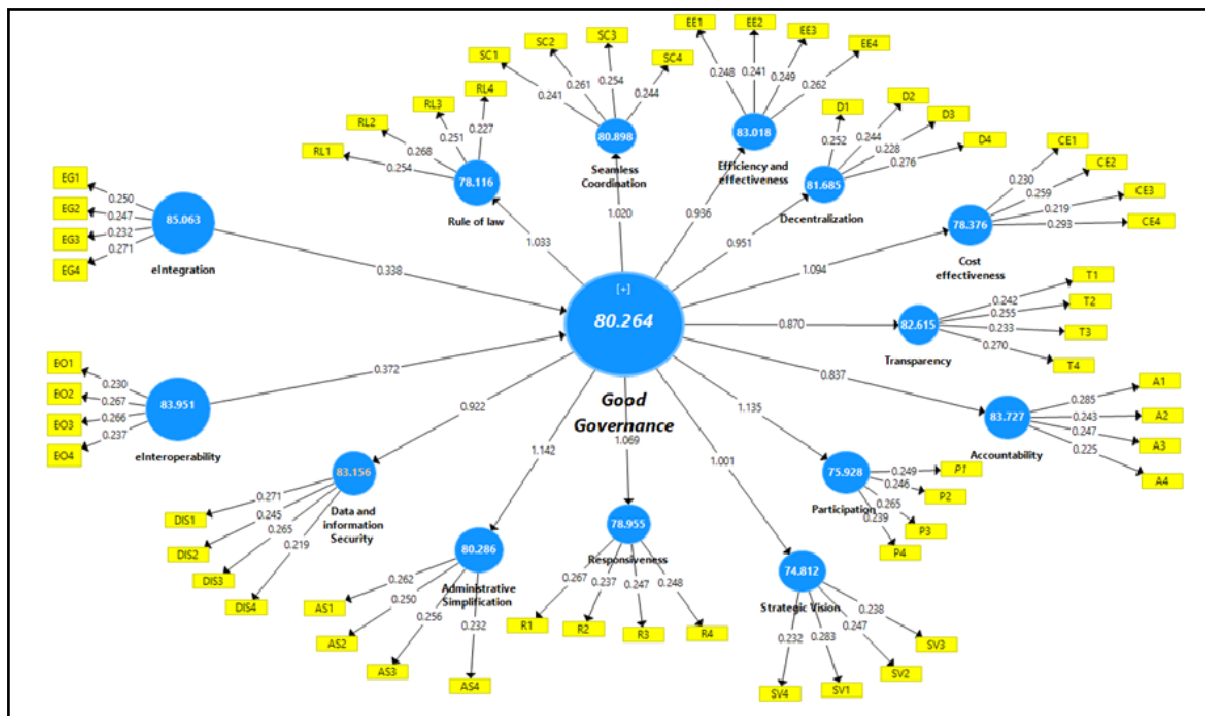 EG1
EG2
EG3
EG4
0.250
0.247
0.232
0.271
85.063
eIntegration
0.338
EO1
EO2
EO3
EO4
0.230
0.267
0.266
0.237
83.951
eInteroperability
0.372
RL1
RL2
RL3
RL4
0.254
0.268
0.251
0.227
78.116
Rule of law
1.033
SC1
SC2
SC3
SC4
0.241
0.261
0.254
0.244
80.898
Seamless
Coordination
1.020
EE1
EE2
EE3
EE4
0.248
0.241
0.249
0.262
83.018
Efficiency and
effectiveness
0.936
D1
D2
D3
D4
0.252
0.244
0.228
0.276
81.685
Decentralization
0.951
CE1
CE2
CE3
CE4
0.230
0.259
0.219
0.293
78.376
Cost
effectiveness
1.094
[+]
80.264
Good
Governance
T1
T2
T3
T4
0.242
0.255
0.233
0.270
82.615
Transparency
0.870
A1
A2
A3
A4
0.285
0.243
0.247
0.225
83.727
Accountability
0.837
P1
P2
P3
P4
0.249
0.246
0.265
0.239
75.928
Participation
1.135
SV3
SV2
SV1
SV4
0.238
0.247
0.283
0.232
74.812
Strategic Vision
1.001
R1
R2
R3
R4
0.267
0.237
0.247
0.248
78.955
Responsiveness
1.069
AS1
AS2
AS3
AS4
0.262
0.250
0.256
0.232
80.286
Administrative
Simplification
1.142
DIS1
DIS2
DIS3
DIS4
0.271
0.245
0.265
0.219
83.156
Data and
information
Security
0.922